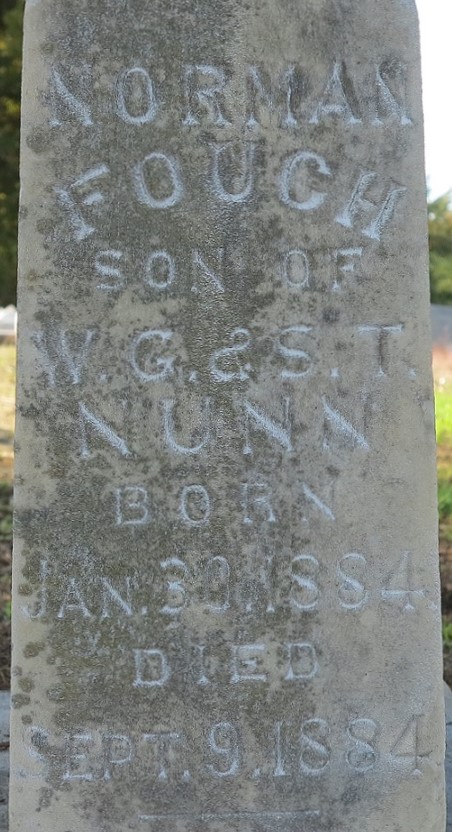 NORMAN
FOUCH
SON OF
W. G. & S. T.
NUNN
BORN
JAN. 30. 1884.
DIED
SEPT. 9. 1884